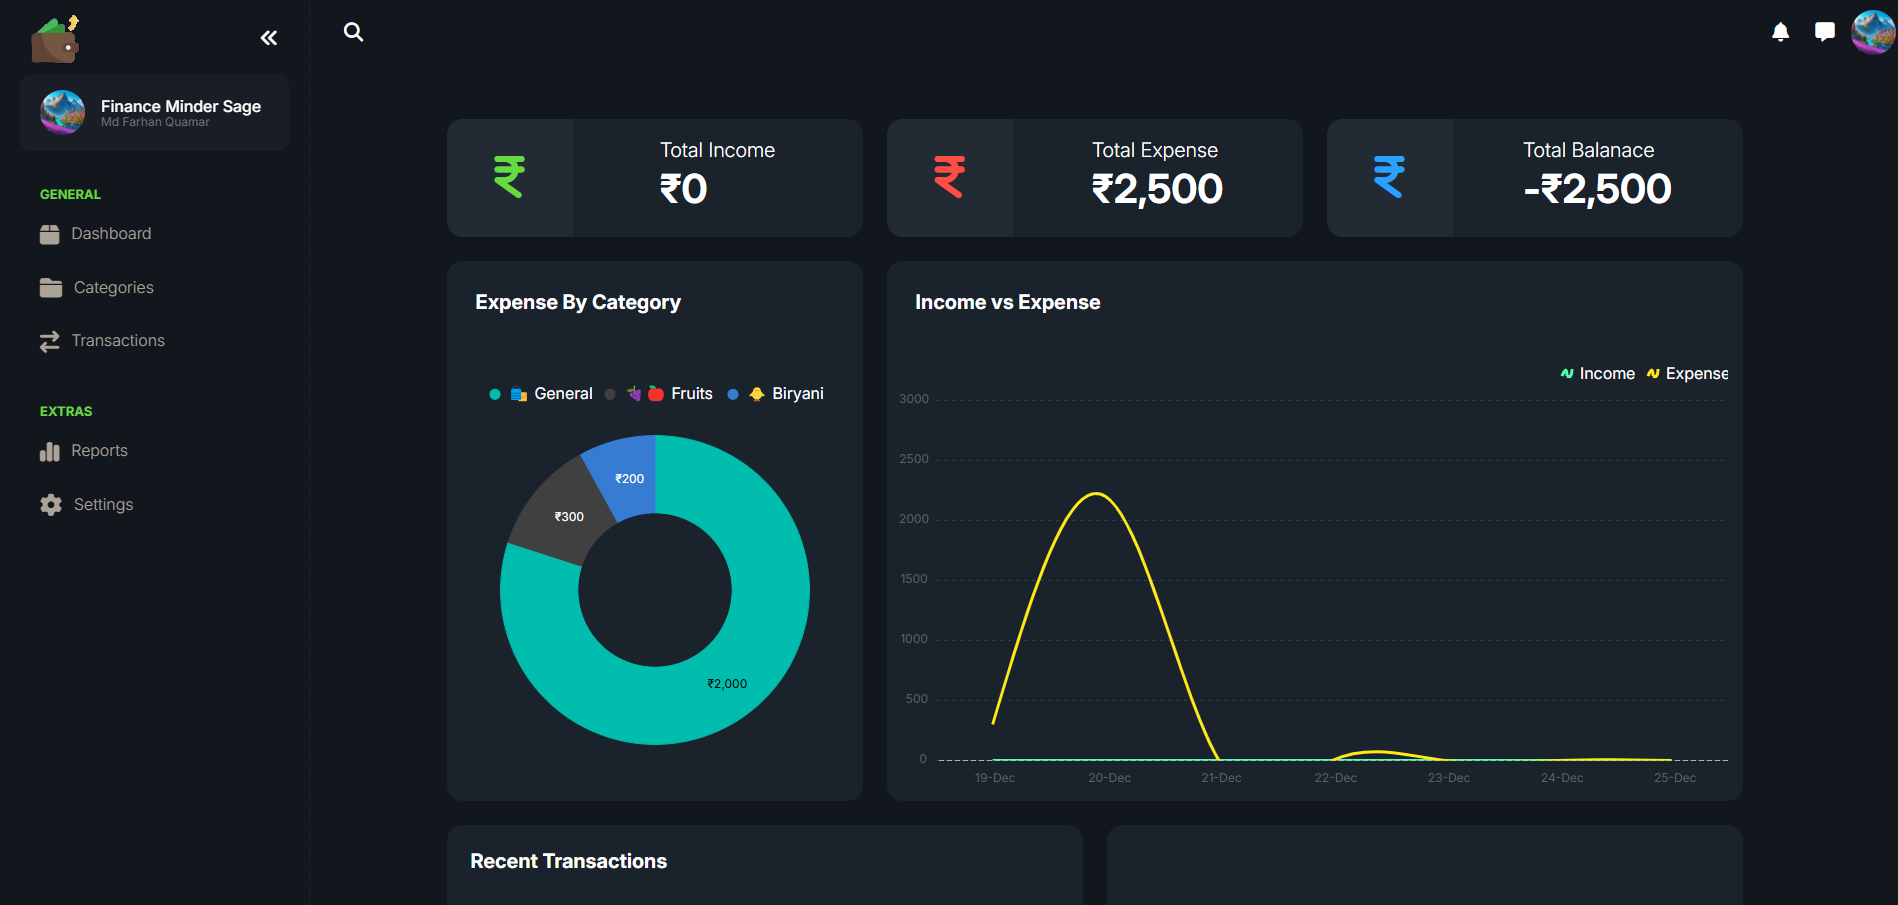 Finance Minder Sage
Md Farhan Quamar
GENERAL
Dashboard
Categories
Transactions
EXTRAS
Reports
Settings
Total Income
₹0
Total Expense
₹2,500
Total Balanace
-₹2,500
Expense By Category
General Fruits Biryani
₹200
₹300
₹2,000
Income vs Expense
Income Expense
3000
2500
2000
1500
1000
500
0
19-Dec 20-Dec 21-Dec 22-Dec 23-Dec 24-Dec 25-Dec
Recent Transactions